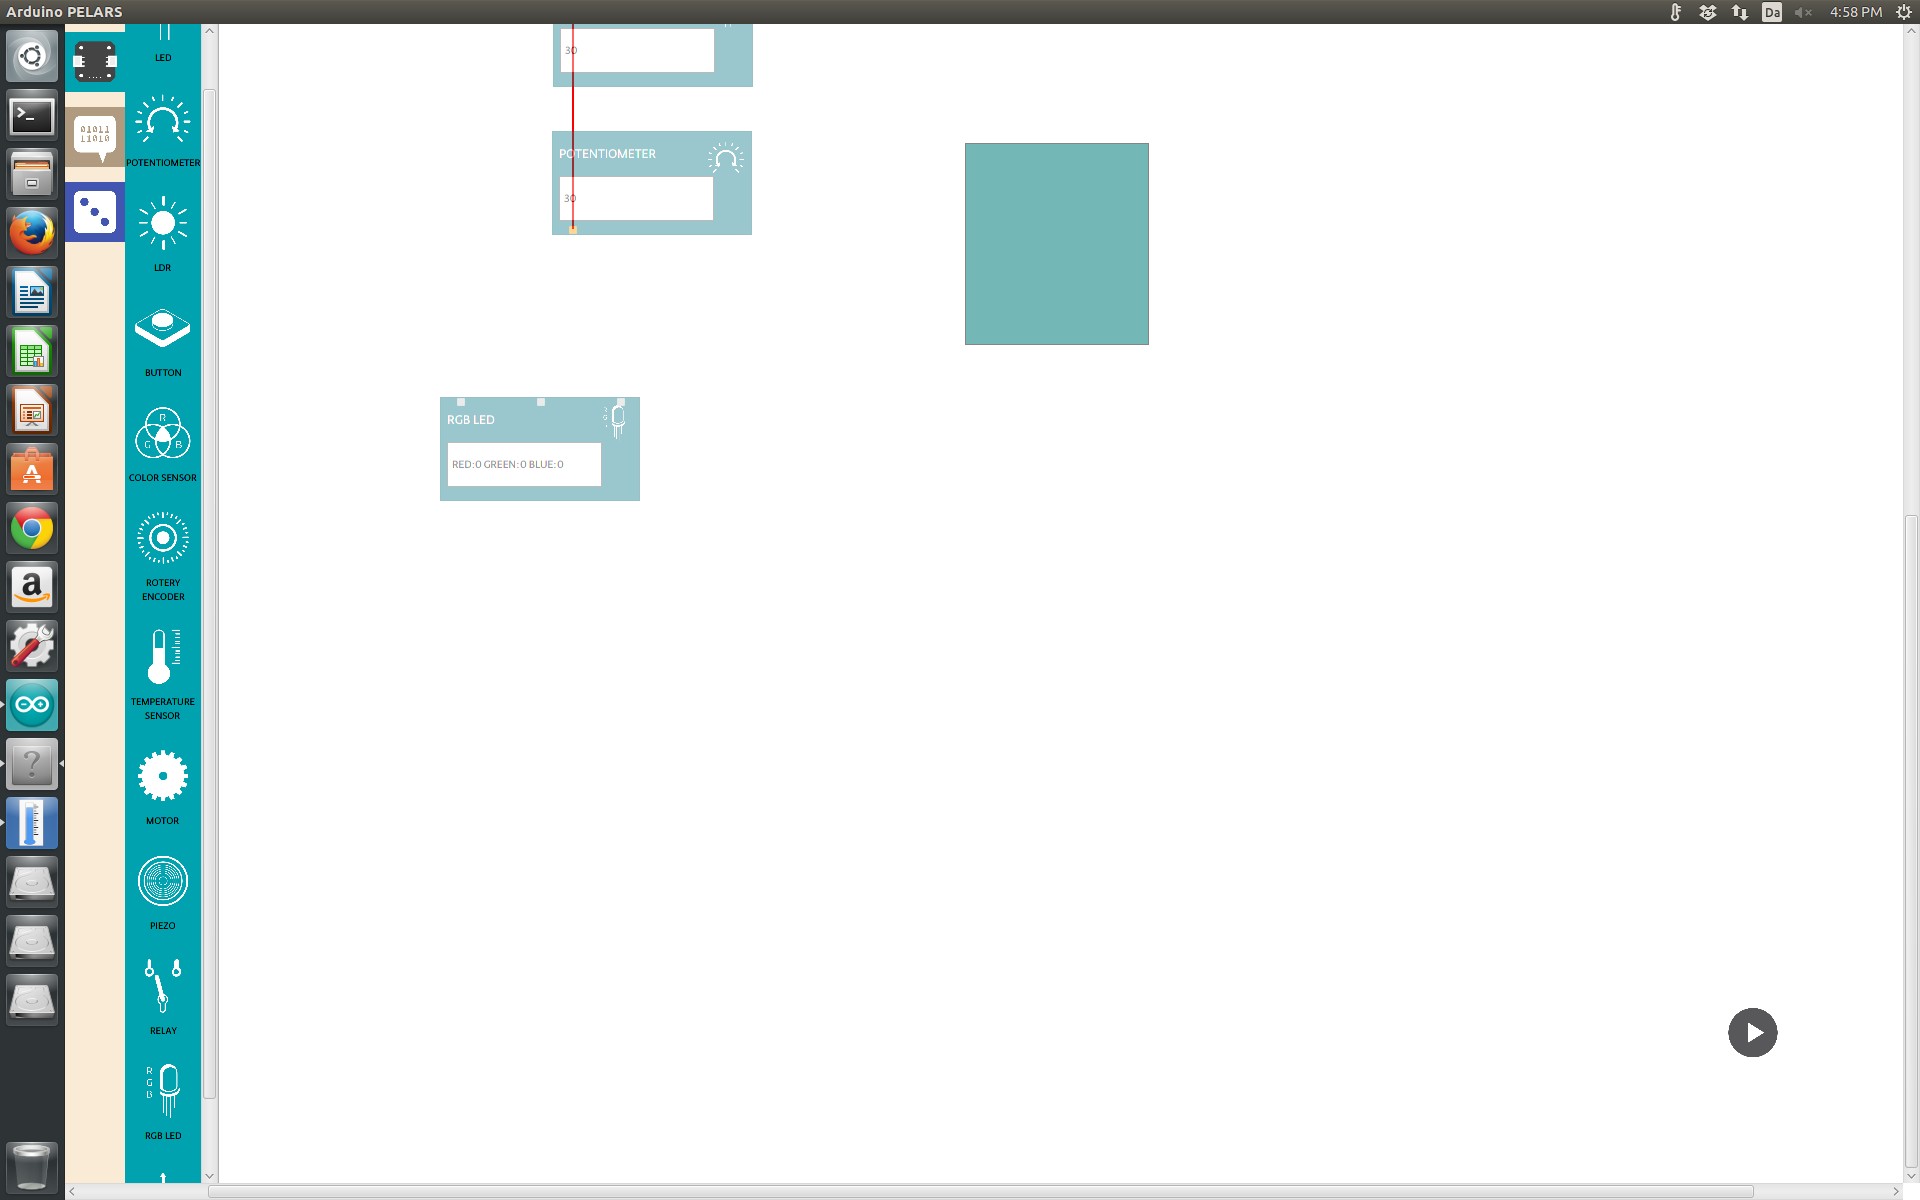 Arduino PELARS
Da
4:58 PM
>_
01011
11010
LED
POTENTIOMETER
LDR
BUTTON
R
G B
COLOR SENSOR
ROTERY
ENCODER
TEMPERATURE
SENSOR
MOTOR
PIEZO
RELAY
R
G
B
RGB LED
30
POTENTIOMETER
30
RGB LED
RED:0 GREEN:0 BLUE:0
A
a
?